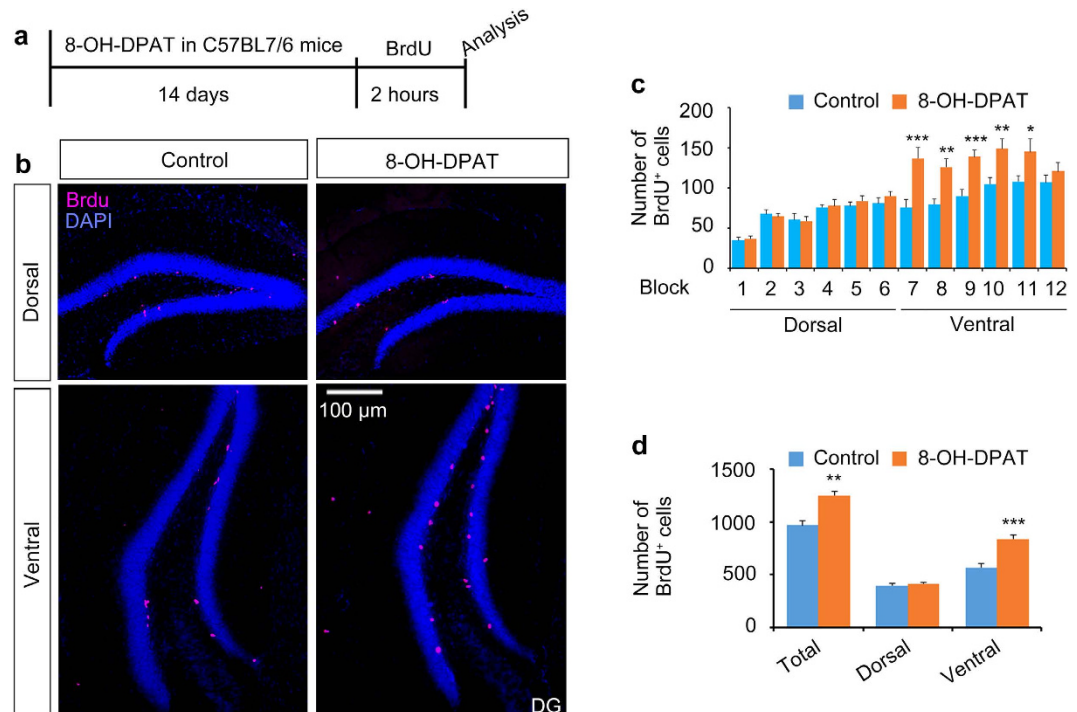 a
8-OH-DPAT in C57BL7/6 mice
BrdU
Analysis
14 days
2 hours
b
Control
8-OH-DPAT
Dorsal
Brdu
DAPI
Ventral
100 µm
DG
c
Control
8-OH-DPAT
Number of
BrdU⁺ cells
200
150
100
50
0
***
**
***
**
*
Block
1 2 3 4 5 6 7 8 9 10 11 12
Dorsal
Ventral
d
Control
8-OH-DPAT
Number of
BrdU⁺ cells
1500
1000
500
0
**
***
Total
Dorsal
Ventral